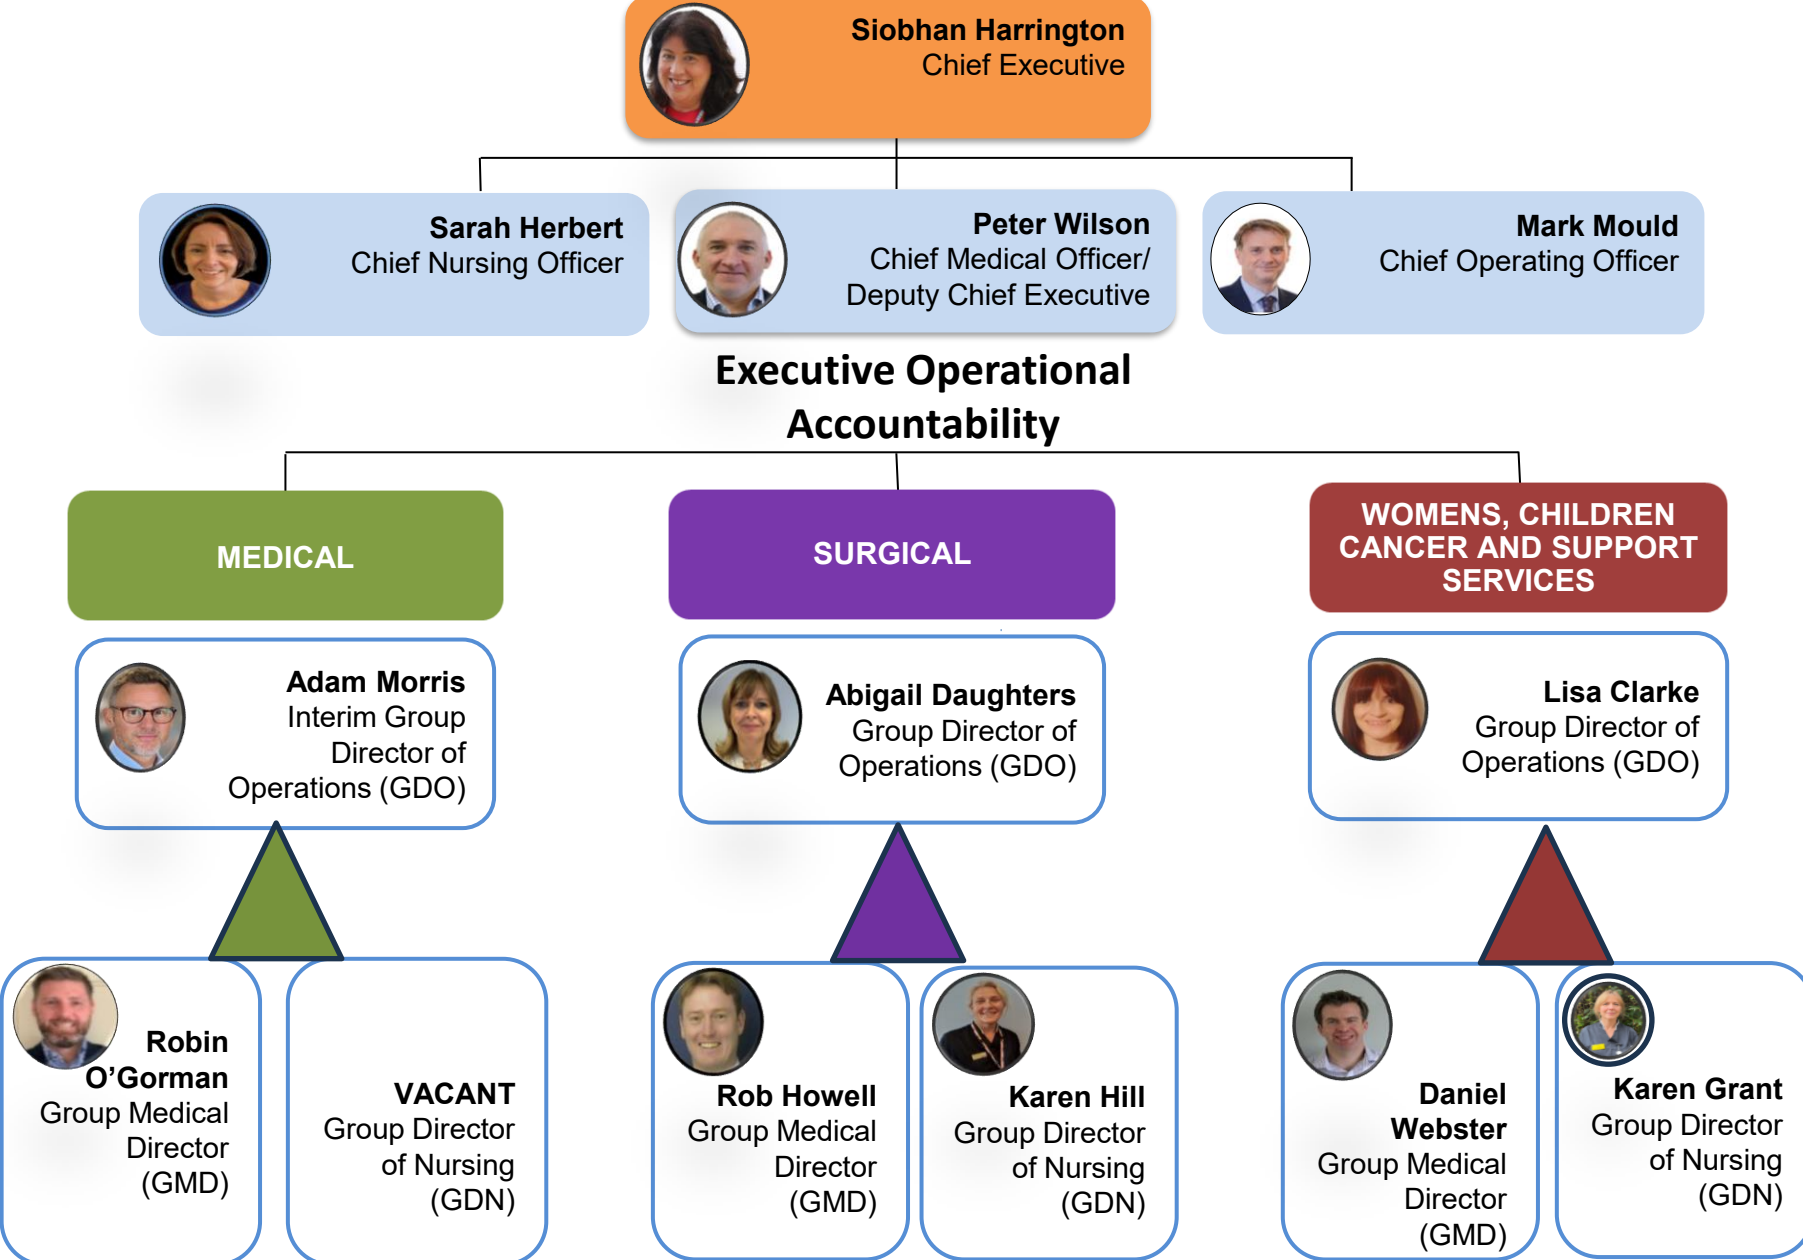 Siobhan Harrington
Chief Executive
Sarah Herbert
Chief Nursing Officer
Peter Wilson
Chief Medical Officer/
Deputy Chief Executive
Mark Mould
Chief Operating Officer
Executive Operational
Accountability
MEDICAL
SURGICAL
WOMENS, CHILDREN
CANCER AND SUPPORT
SERVICES
Adam Morris
Interim Group
Director of
Operations (GDO)
Abigail Daughters
Group Director of
Operations (GDO)
Lisa Clarke
Group Director of
Operations (GDO)
Robin
O’Gorman
Group Medical
Director
(GMD)
VACANT
Group Director
of Nursing
(GDN)
Rob Howell
Group Medical
Director
(GMD)
Karen Hill
Group Director
of Nursing
(GDN)
Daniel
Webster
Group Medical
Director
(GMD)
Karen Grant
Group Director
of Nursing
(GDN)